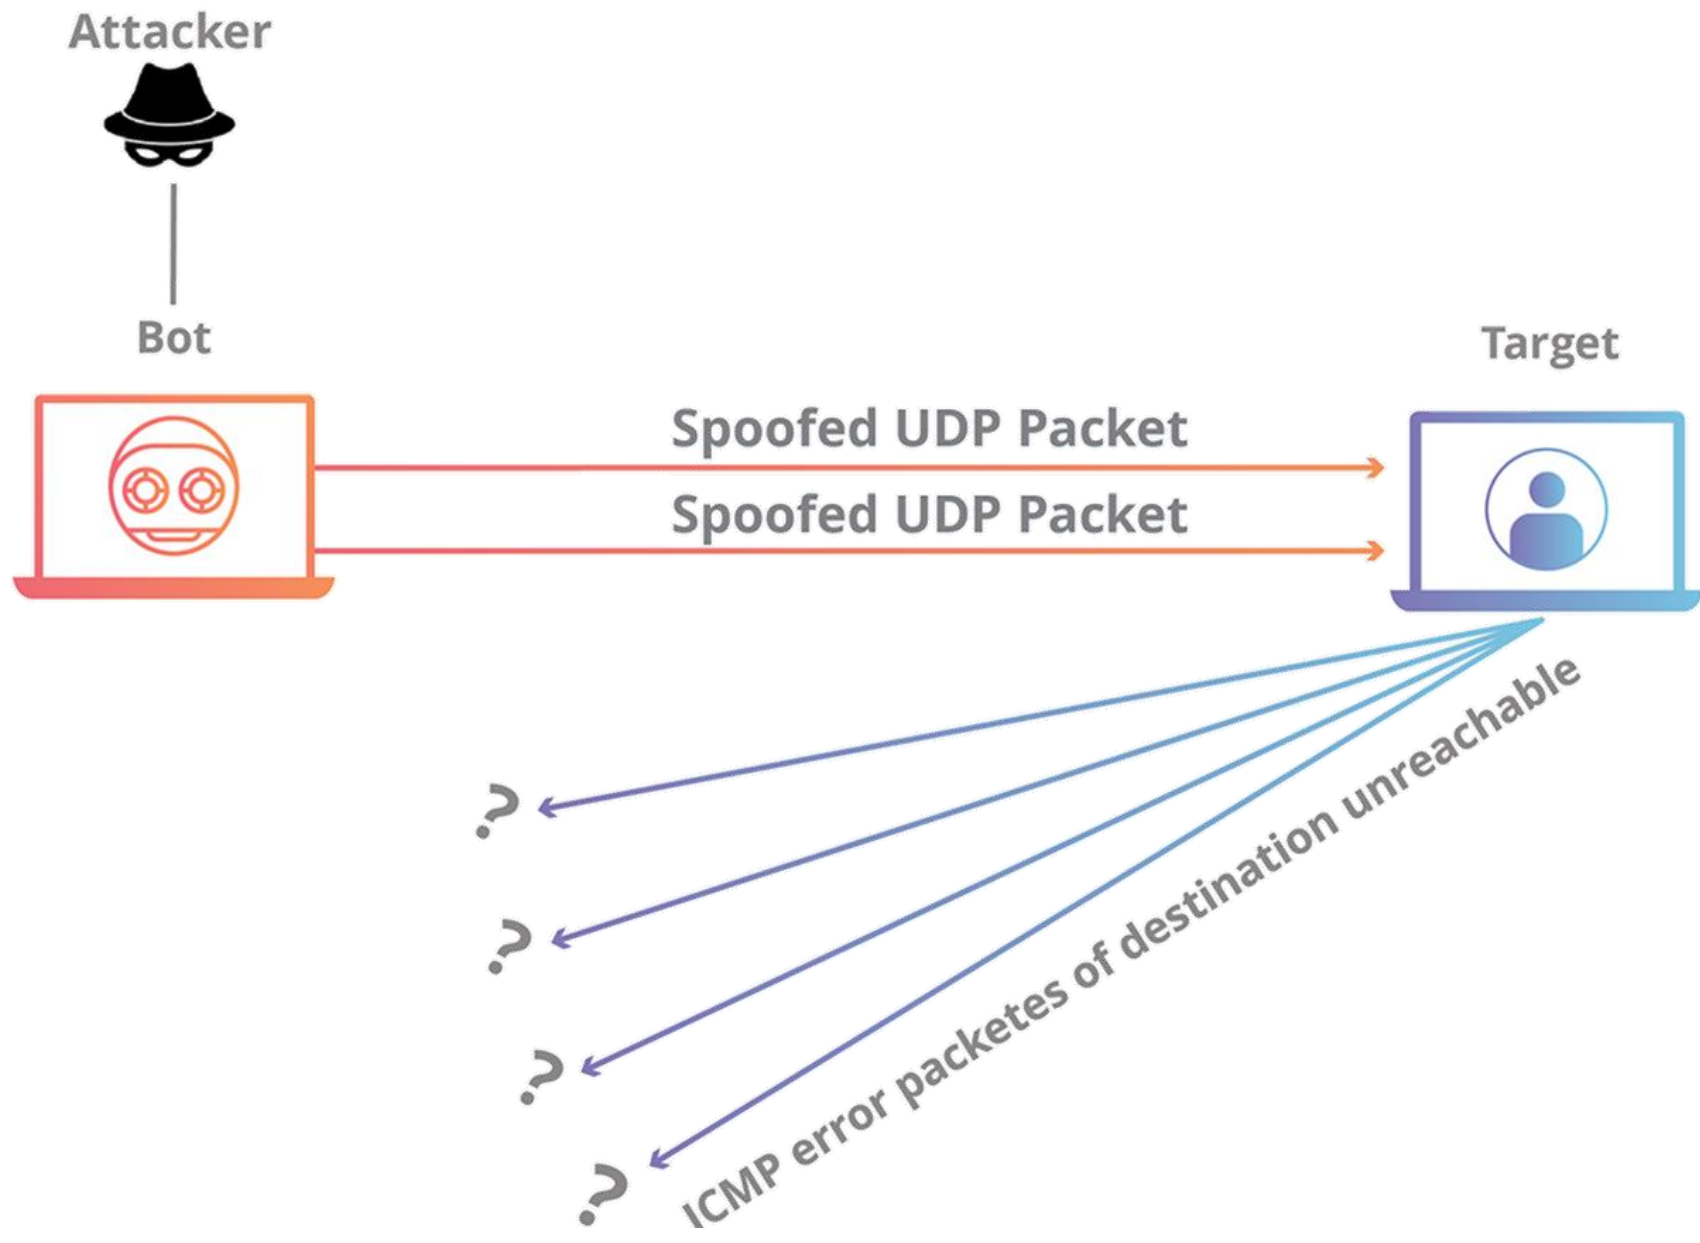 Attacker
Bot
Target
Spoofed UDP Packet
Spoofed UDP Packet
?
?
?
?
ICMP error packetes of destination unreachable